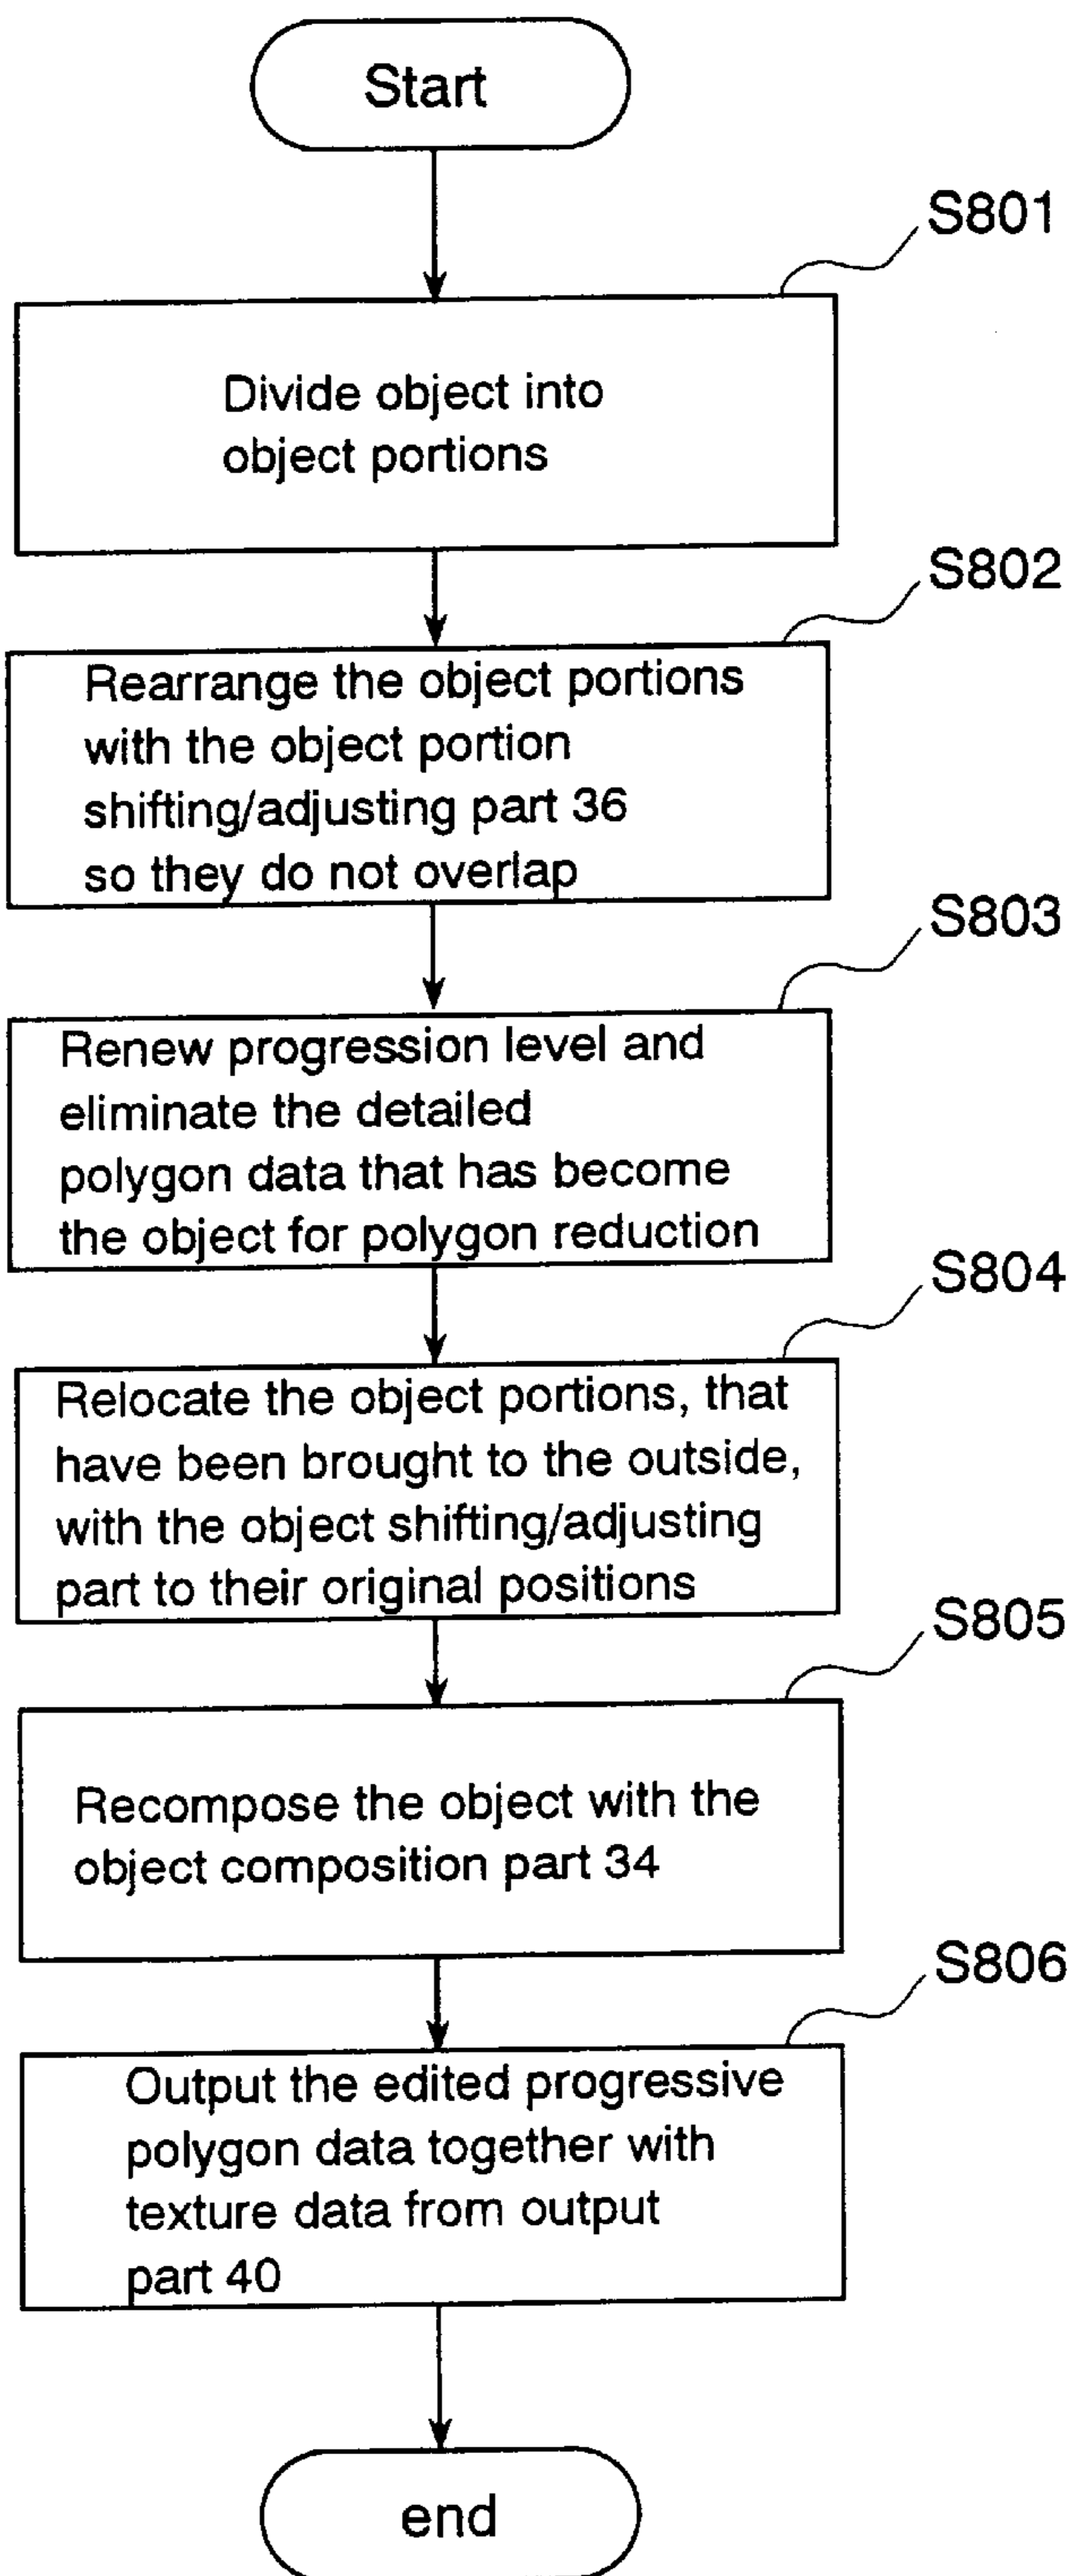 Start
S801
Divide object into
object portions
S802
Rearrange the object portions
with the object portion
shifting/adjusting part 36
so they do not overlap
S803
Renew progression level and
eliminate the detailed
polygon data that has become
the object for polygon reduction
S804
Relocate the object portions, that
have been brought to the outside,
with the object shifting/adjusting
part to their original positions
S805
Recompose the object with the
object composition part 34
S806
Output the edited progressive
polygon data together with
texture data from output
part 40
end